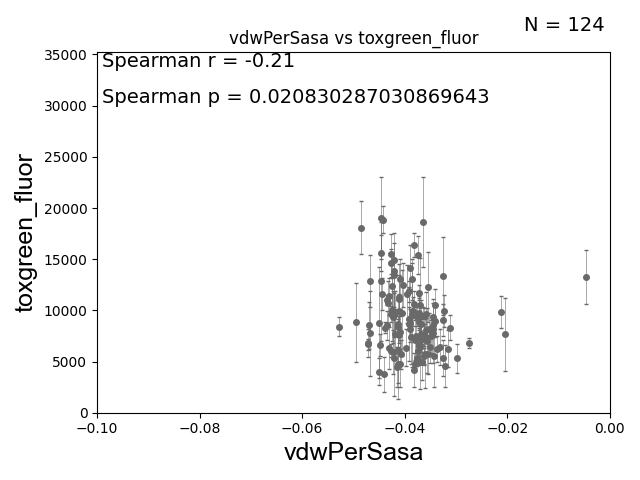 N = 124
vdwPerSasa vs toxgreen_fluor
Spearman r = -0.21
Spearman p = 0.020830287030869643
35000
30000
25000
20000
15000
10000
5000
0
toxgreen_fluor
−0.10 −0.08 −0.06 −0.04 −0.02 0.00
vdwPerSasa